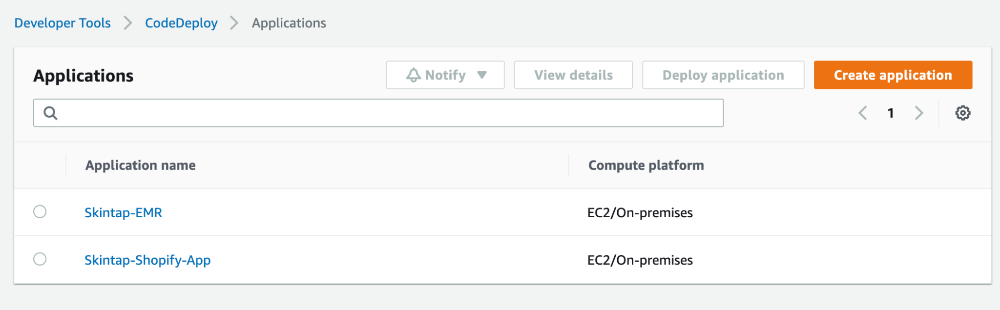 Developer Tools > CodeDeploy > Applications
Applications
Notify View details Deploy application Create application
1
Application name Compute platform
Skintap-EMR EC2/On-premises
Skintap-Shopify-App EC2/On-premises